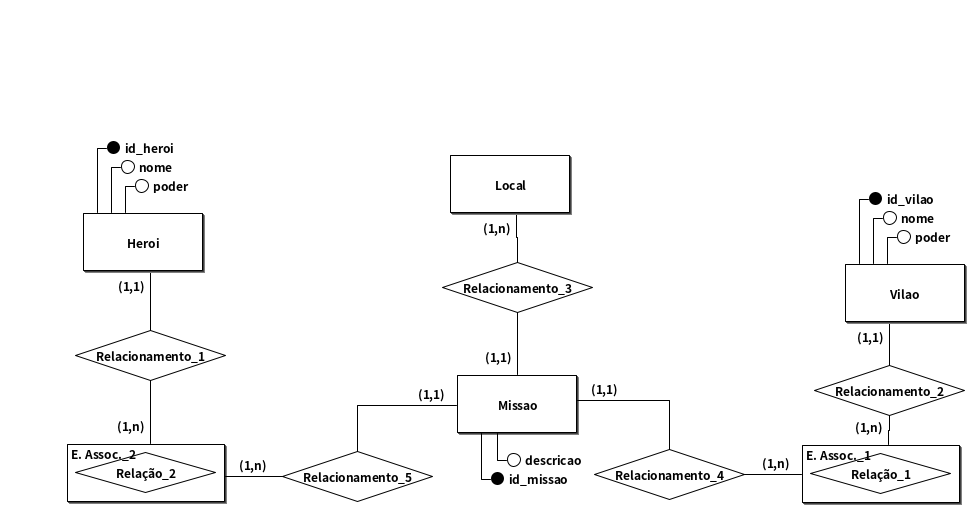 id_heroi
nome
poder
Heroi
(1,1)
Relacionamento_1
(1,n)
E. Assoc._2
Relação_2
(1,n)
Relacionamento_5
(1,1)
Local
(1,n)
Relacionamento_3
(1,1)
Missao
descricao
id_missao
(1,1)
Relacionamento_4
(1,n)
id_vilao
nome
poder
Vilao
(1,1)
Relacionamento_2
(1,n)
E. Assoc._1
Relação_1